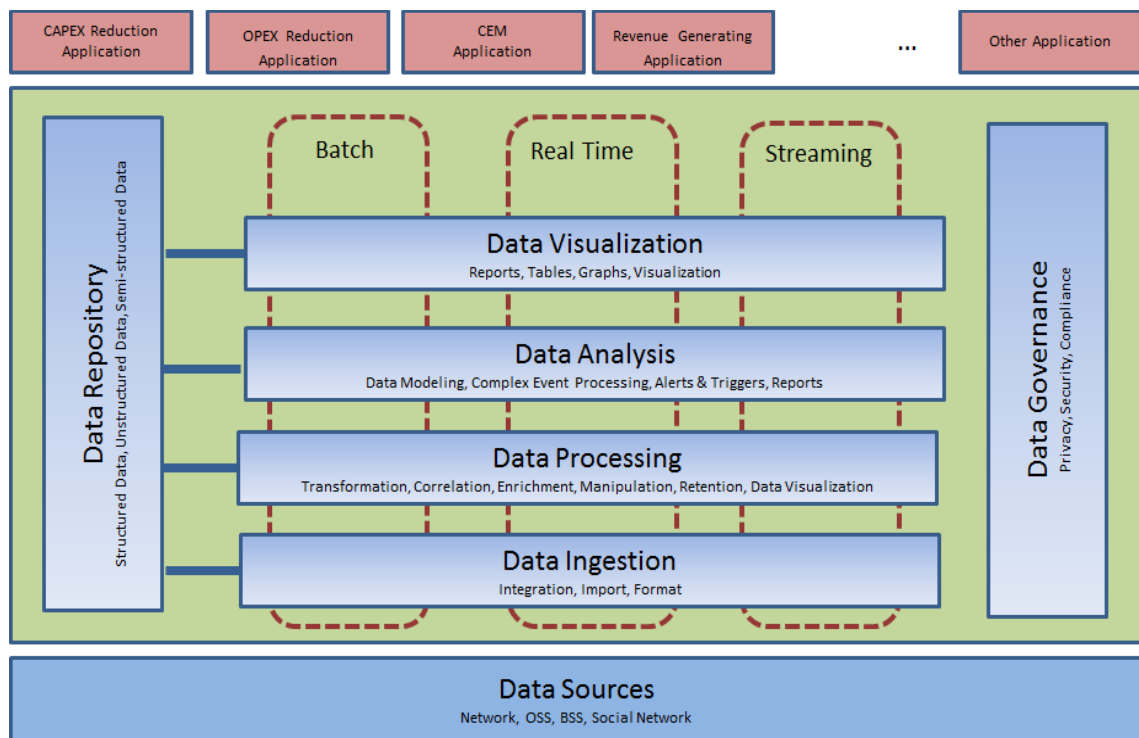 CAPEX Reduction
Application
OPEX Reduction
Application
CEM
Application
Revenue Generating
Application
...
Other Application
Data Repository
Structured Data, Unstructured Data, Semi-structured Data
Batch
Real Time
Streaming
Data Visualization
Reports, Tables, Graphs, Visualization
Data Analysis
Data Modeling, Complex Event Processing, Alerts & Triggers, Reports
Data Processing
Transformation, Correlation, Enrichment, Manipulation, Retention, Data Visualization
Data Ingestion
Integration, Import, Format
Data Governance
Privacy, Security, Compliance
Data Sources
Network, OSS, BSS, Social Network